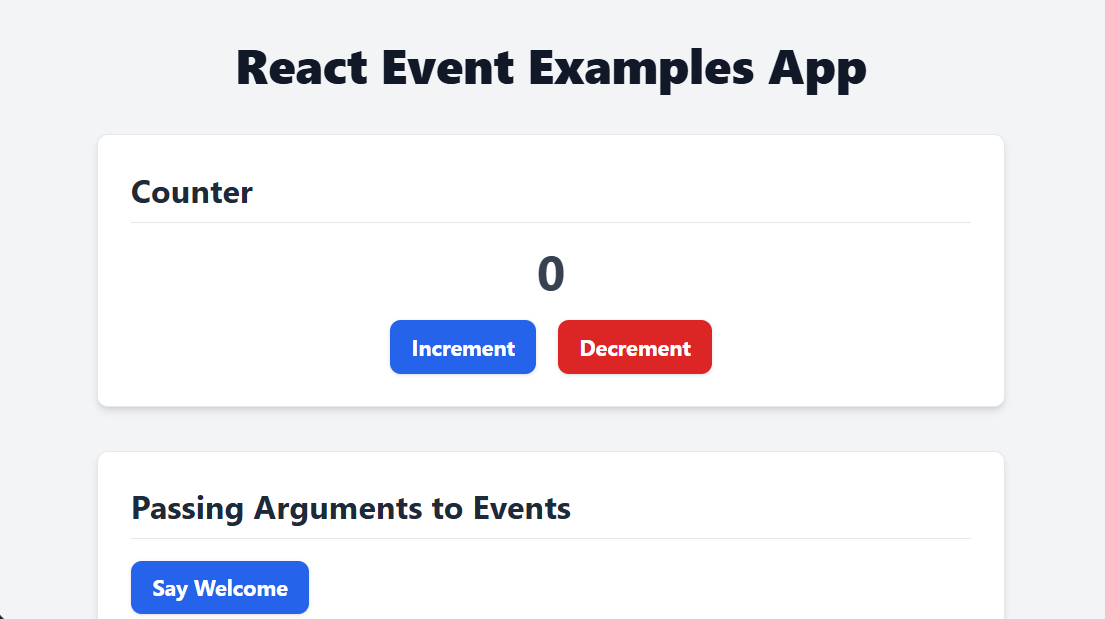 React Event Examples App
Counter
0
Increment Decrement
Passing Arguments to Events
Say Welcome